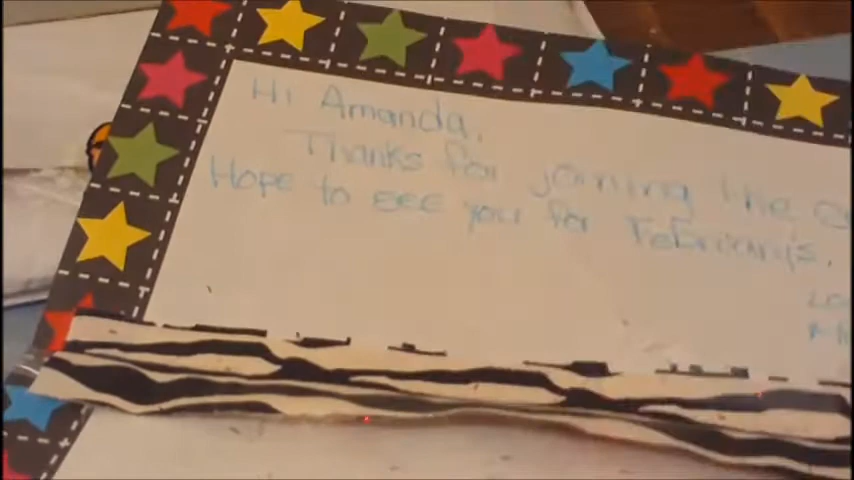 Hi Amanda,
Thanks for joining the
Hope to see you for February's.